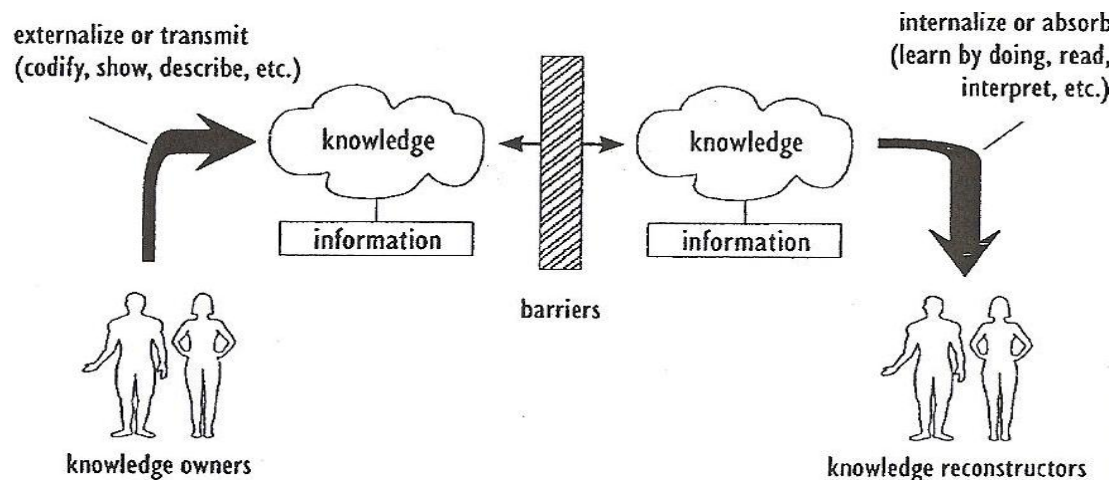 externalize or transmit
(codify, show, describe, etc.)
internalize or absorb
(learn by doing, read,
interpret, etc.)
knowledge
knowledge
information
information
barriers
knowledge owners
knowledge reconstructors